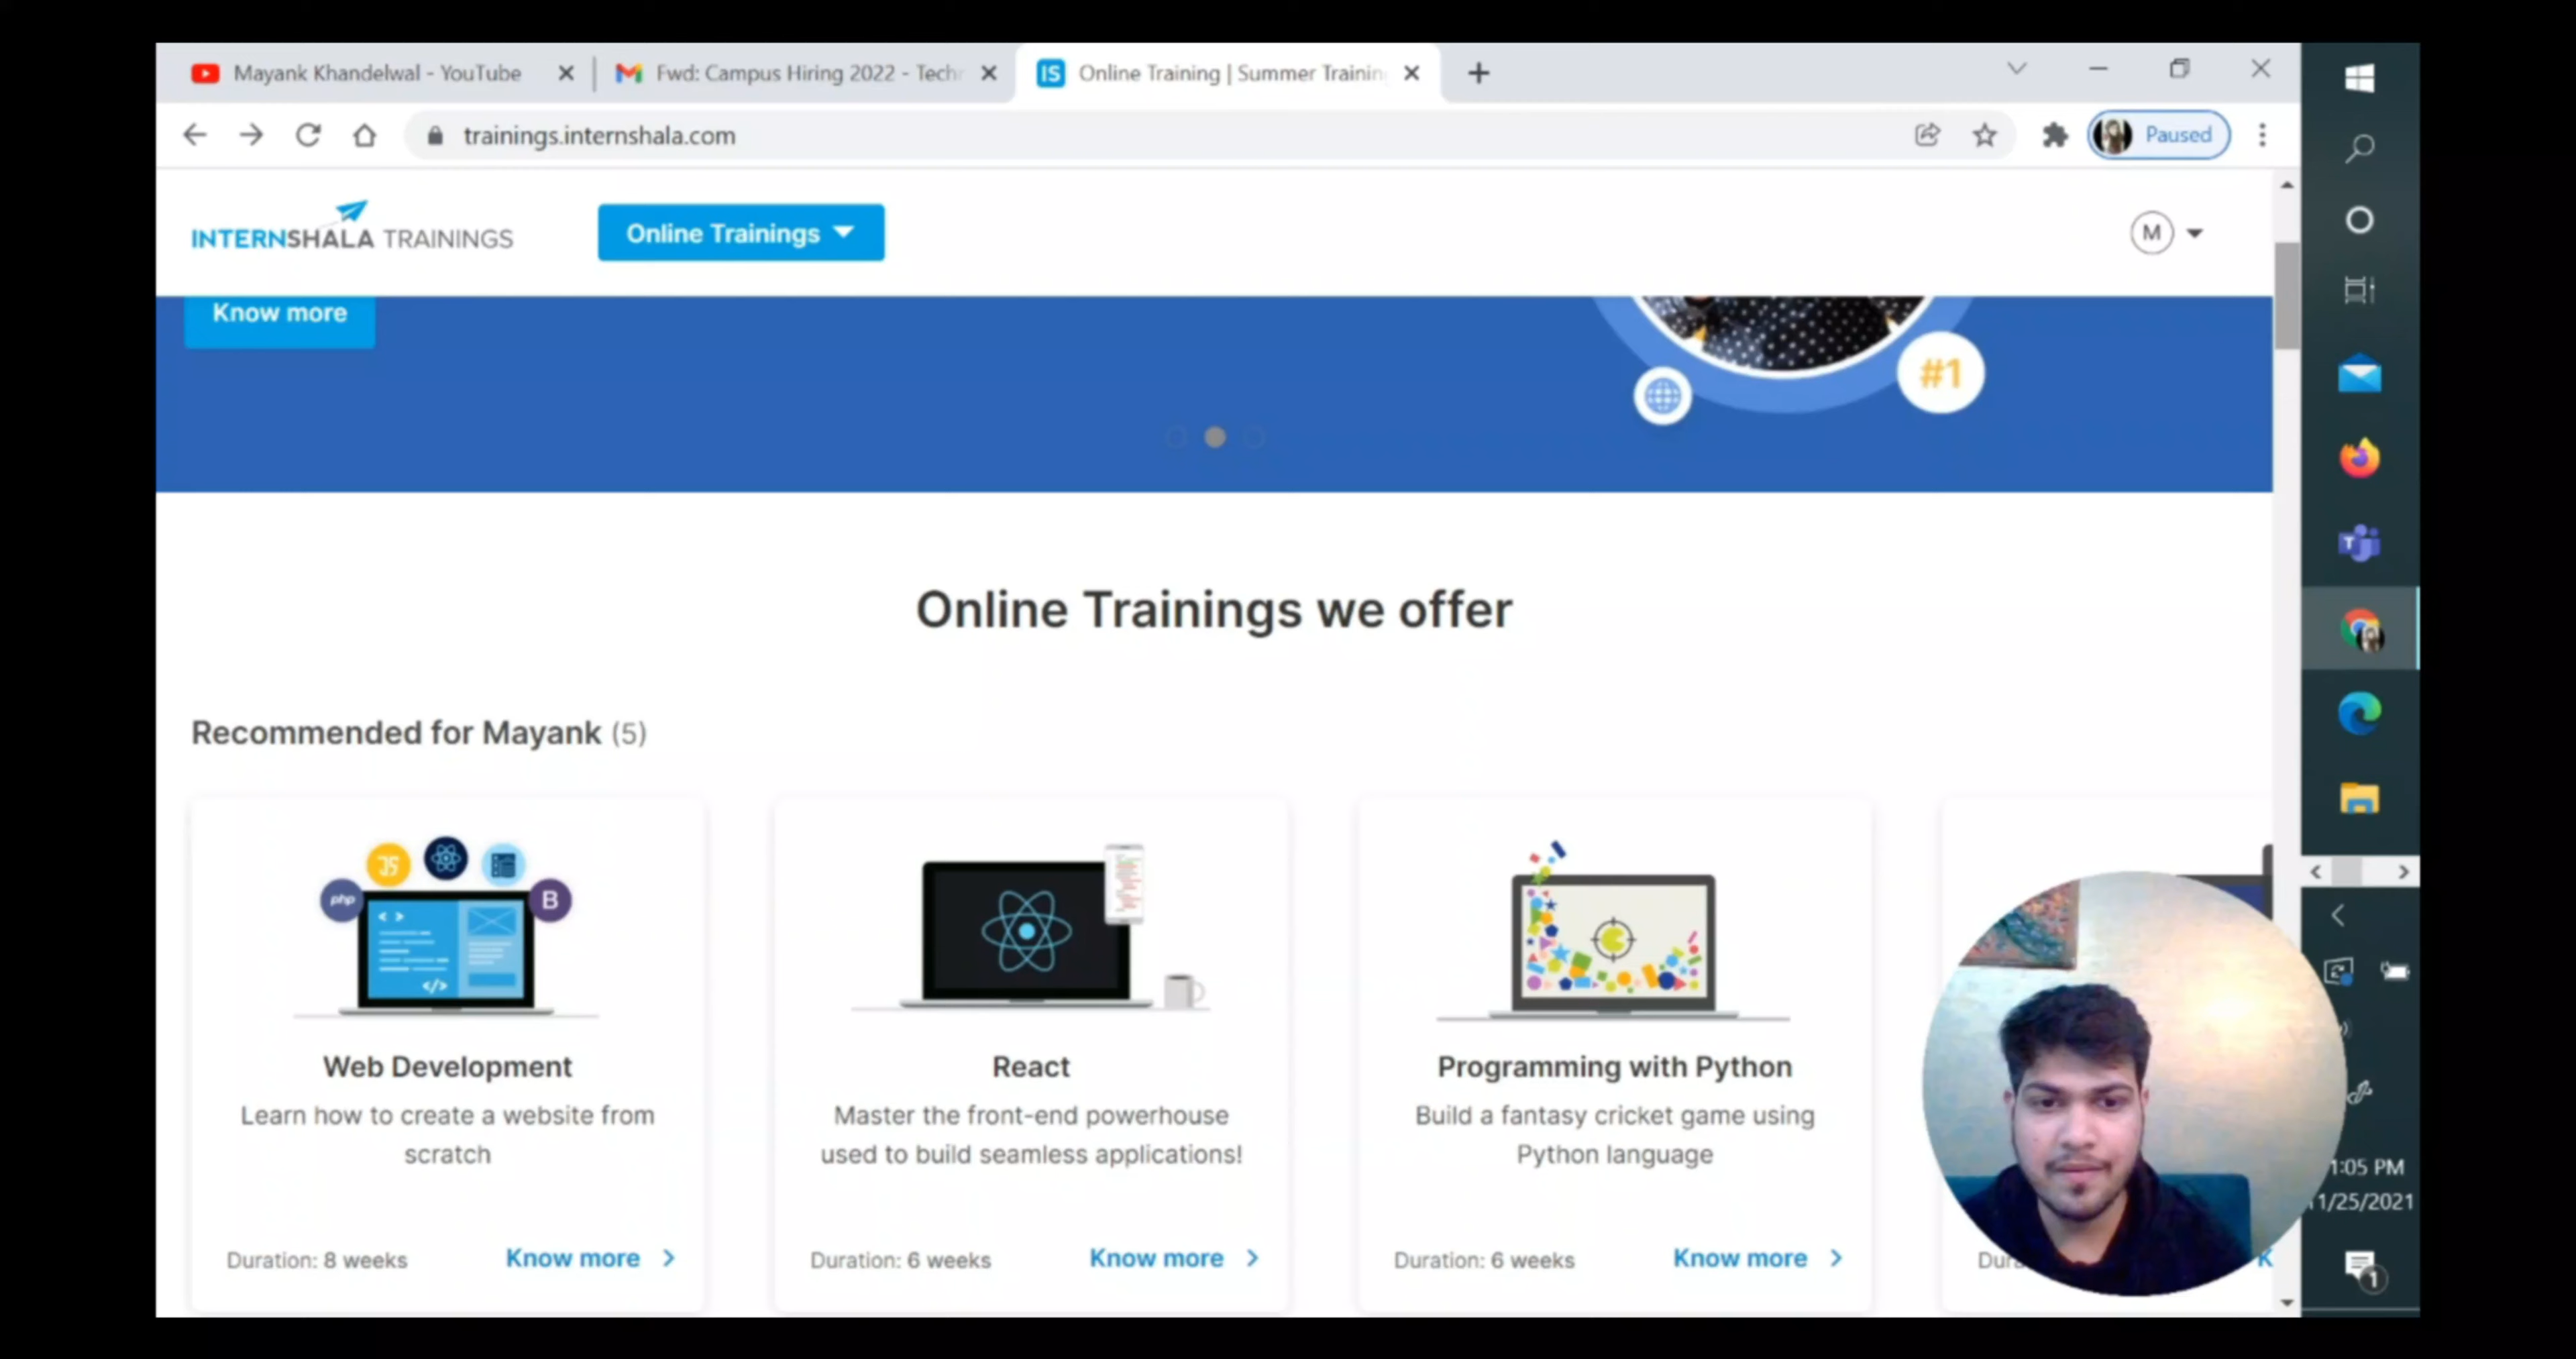 Mayank Khandelwal - YouTube
Fwd: Campus Hiring 2022 - Tech
Online Training | Summer Training
trainings.internshala.com
Paused
INTERNSHALA TRAININGS
Online Trainings
M
Know more
#1
Online Trainings we offer
Recommended for Mayank (5)
JS
php
B
< >
</>
Web Development
Learn how to create a website from
scratch
Duration: 8 weeks
Know more >
React
Master the front-end powerhouse
used to build seamless applications!
Duration: 6 weeks
Know more >
Programming with Python
Build a fantasy cricket game using
Python language
Duration: 6 weeks
Know more >
1:05 PM
11/25/2021
1